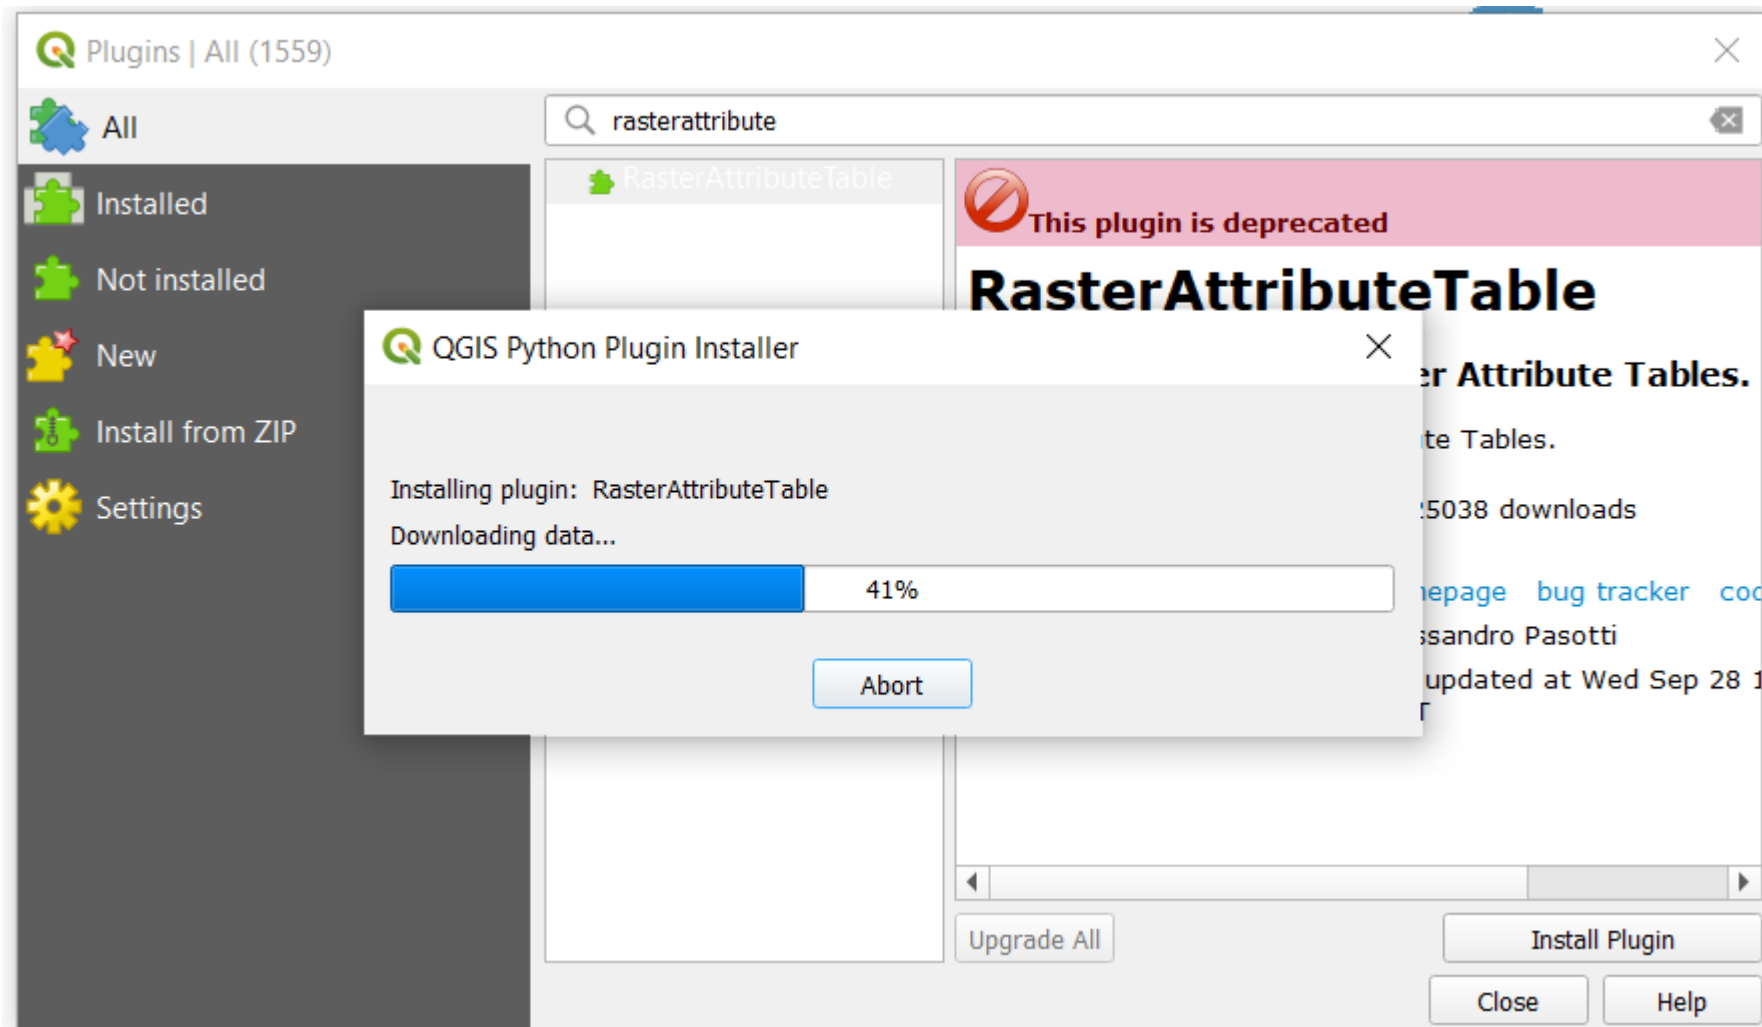 Plugins | All (1559)
All
Installed
Not installed
New
Install from ZIP
Settings
rasterattribute
RasterAttributeTable
This plugin is deprecated
RasterAttributeTable
er Attribute Tables.
te Tables.
25038 downloads
epage bug tracker
ssandro Pasotti
updated at Wed Sep 28 1
T
QGIS Python Plugin Installer
Installing plugin: RasterAttributeTable
Downloading data...
41%
Abort
Upgrade All
Install Plugin
Close
Help